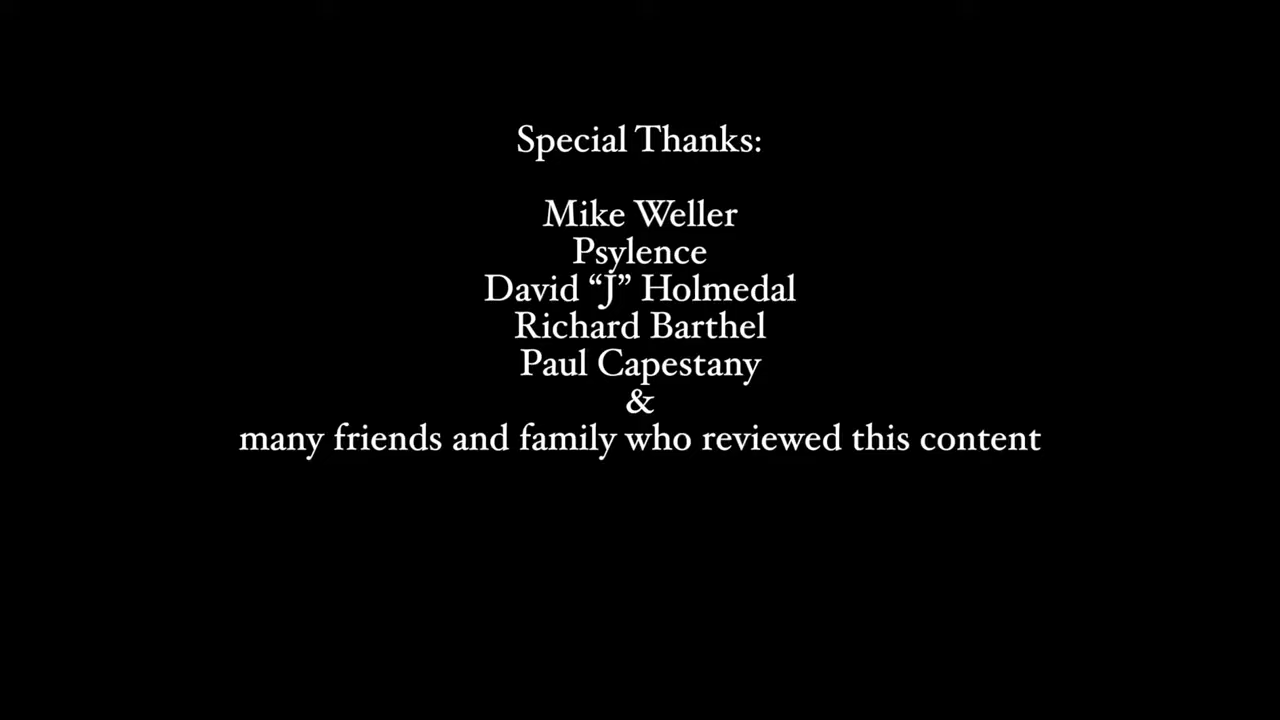 Special Thanks:
Mike Weller
Psylence
David “J” Holmedal
Richard Barthel
Paul Capestany
&
many friends and family who reviewed this content